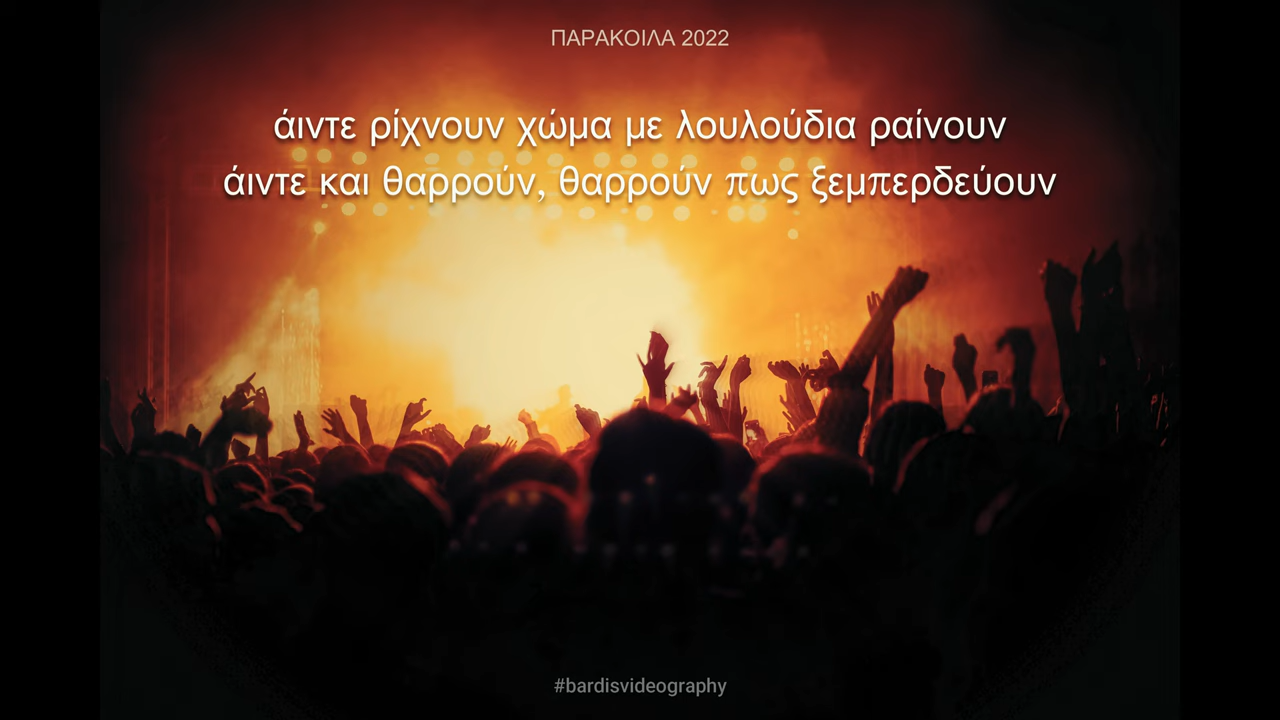 ΠΑΡΑΚΟΙΛΑ 2022
άιντε ρίχνουν χώμα με λουλούδια ραίνουν
άιντε και θαρρούν, θαρρούν πως ξεμπερδεύουν
#bardisvideography